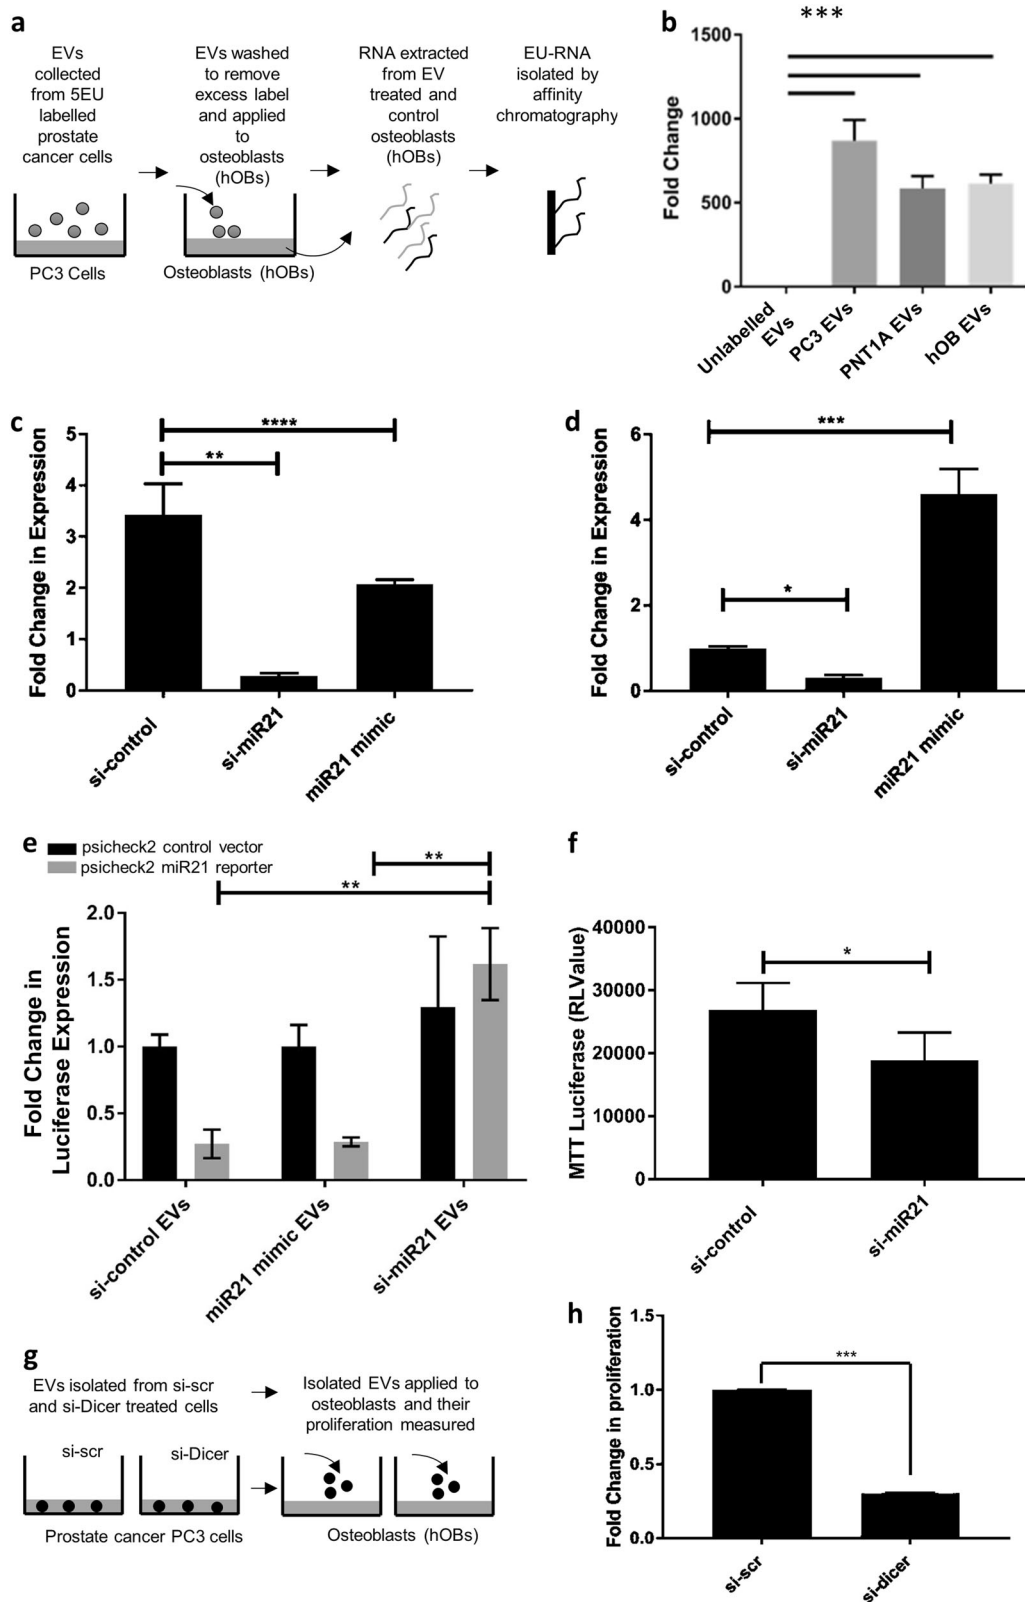 a
EVs
collected
from 5EU
labelled
prostate
cancer cells
EVs washed
to remove
excess label
and applied
to
osteoblasts
(hOBs)
RNA extracted
from EV
treated and
control
osteoblasts
(hOBs)
EU-RNA
isolated by
affinity
chromatography
PC3 Cells
Osteoblasts (hOBs)
b
***
Fold Change
1500
1000
500
0
Unlabelled
EVs
PC3 EVs
PNT1A EVs
hOB EVs
c
****
**
Fold Change in Expression
5
4
3
2
1
0
si-control
si-miR21
miR21 mimic
d
***
*
Fold Change in Expression
6
4
2
0
si-control
si-miR21
miR21 mimic
e
psicheck2 control vector
psicheck2 miR21 reporter
**
**
Fold Change in
Luciferase Expression
2.0
1.5
1.0
0.5
0.0
si-control EVs
miR21 mimic EVs
si-miR21 EVs
f
*
MTT Luciferase (RLValue)
40000
30000
20000
10000
0
si-control
si-miR21
g
EVs isolated from si-scr
and si-Dicer treated cells
Isolated EVs applied to
osteoblasts and their
proliferation measured
si-scr
si-Dicer
Prostate cancer PC3 cells
Osteoblasts (hOBs)
h
***
Fold Change in proliferation
1.5
1.0
0.5
0.0
si-scr
si-dicer